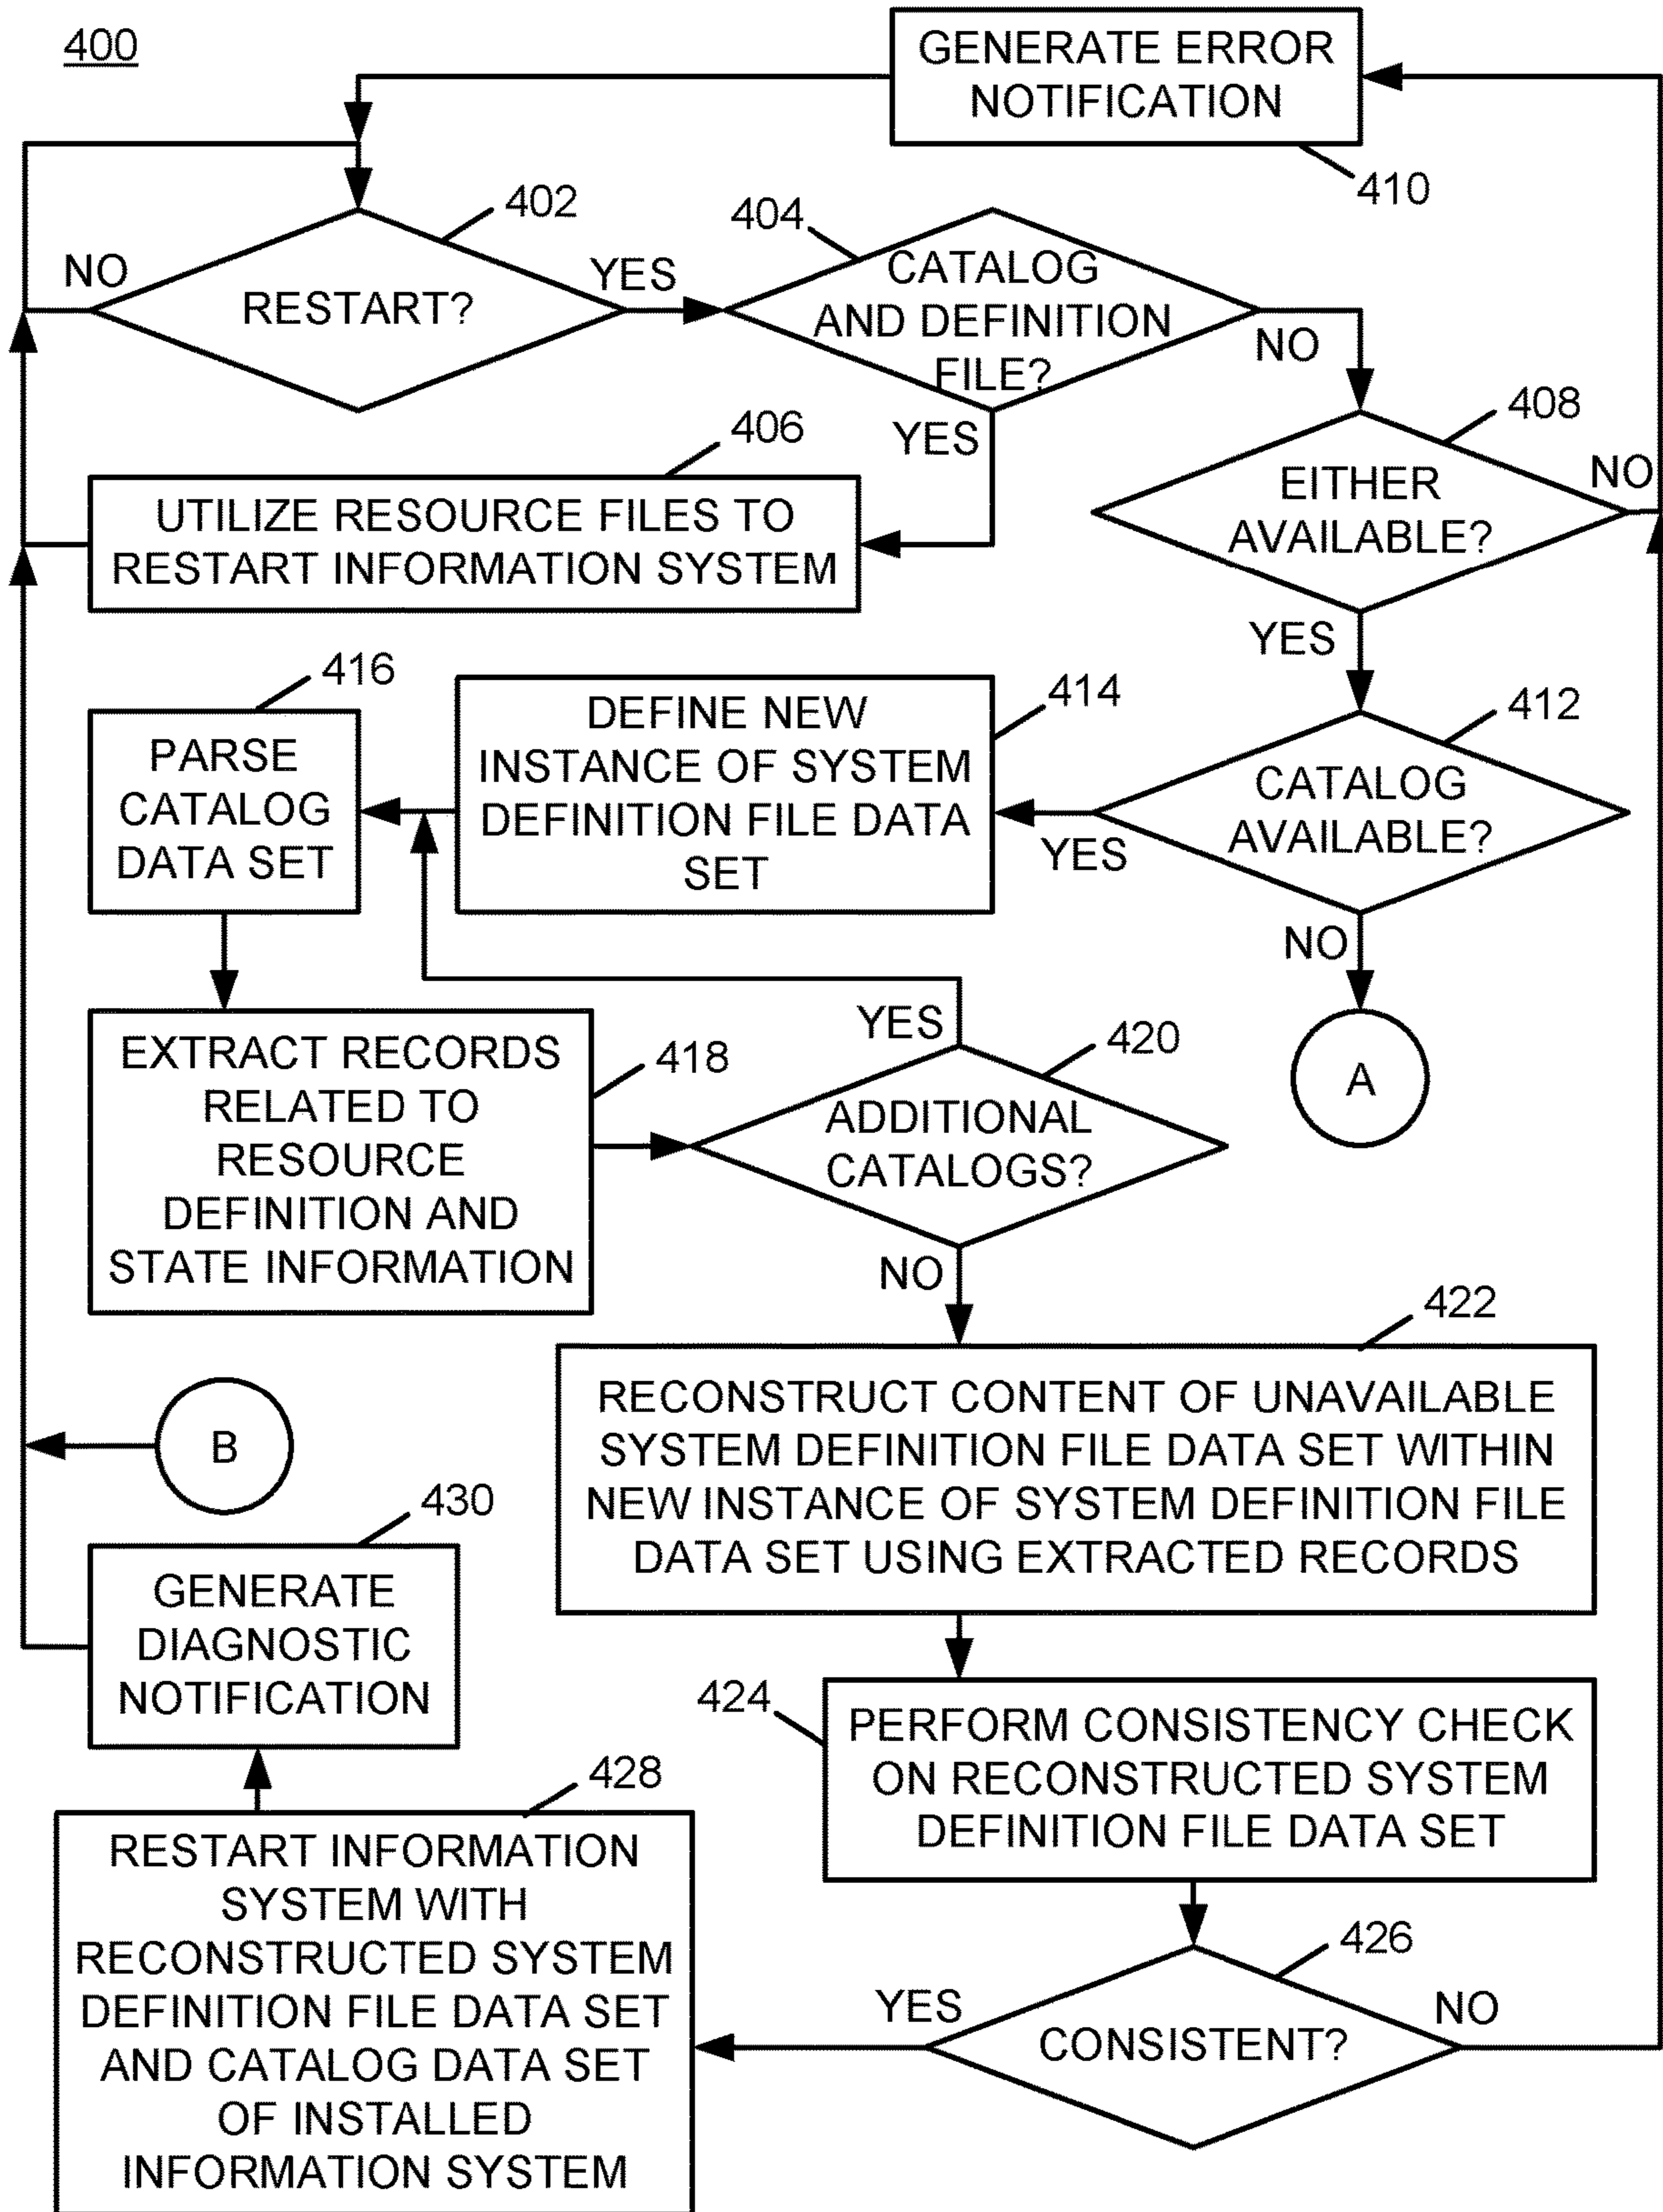 400
GENERATE ERROR
NOTIFICATION
410
402
RESTART?
NO
YES
404
CATALOG
AND DEFINITION
FILE?
NO
YES
406
UTILIZE RESOURCE FILES TO
RESTART INFORMATION SYSTEM
408
EITHER
AVAILABLE?
NO
YES
412
CATALOG
AVAILABLE?
YES
NO
A
414
DEFINE NEW
INSTANCE OF SYSTEM
DEFINITION FILE DATA
SET
416
PARSE
CATALOG
DATA SET
418
EXTRACT RECORDS
RELATED TO
RESOURCE
DEFINITION AND
STATE INFORMATION
420
ADDITIONAL
CATALOGS?
YES
NO
422
RECONSTRUCT CONTENT OF UNAVAILABLE
SYSTEM DEFINITION FILE DATA SET WITHIN
NEW INSTANCE OF SYSTEM DEFINITION FILE
DATA SET USING EXTRACTED RECORDS
B
424
PERFORM CONSISTENCY CHECK
ON RECONSTRUCTED SYSTEM
DEFINITION FILE DATA SET
426
CONSISTENT?
YES
NO
428
RESTART INFORMATION
SYSTEM WITH
RECONSTRUCTED SYSTEM
DEFINITION FILE DATA SET
AND CATALOG DATA SET
OF INSTALLED
INFORMATION SYSTEM
430
GENERATE
DIAGNOSTIC
NOTIFICATION